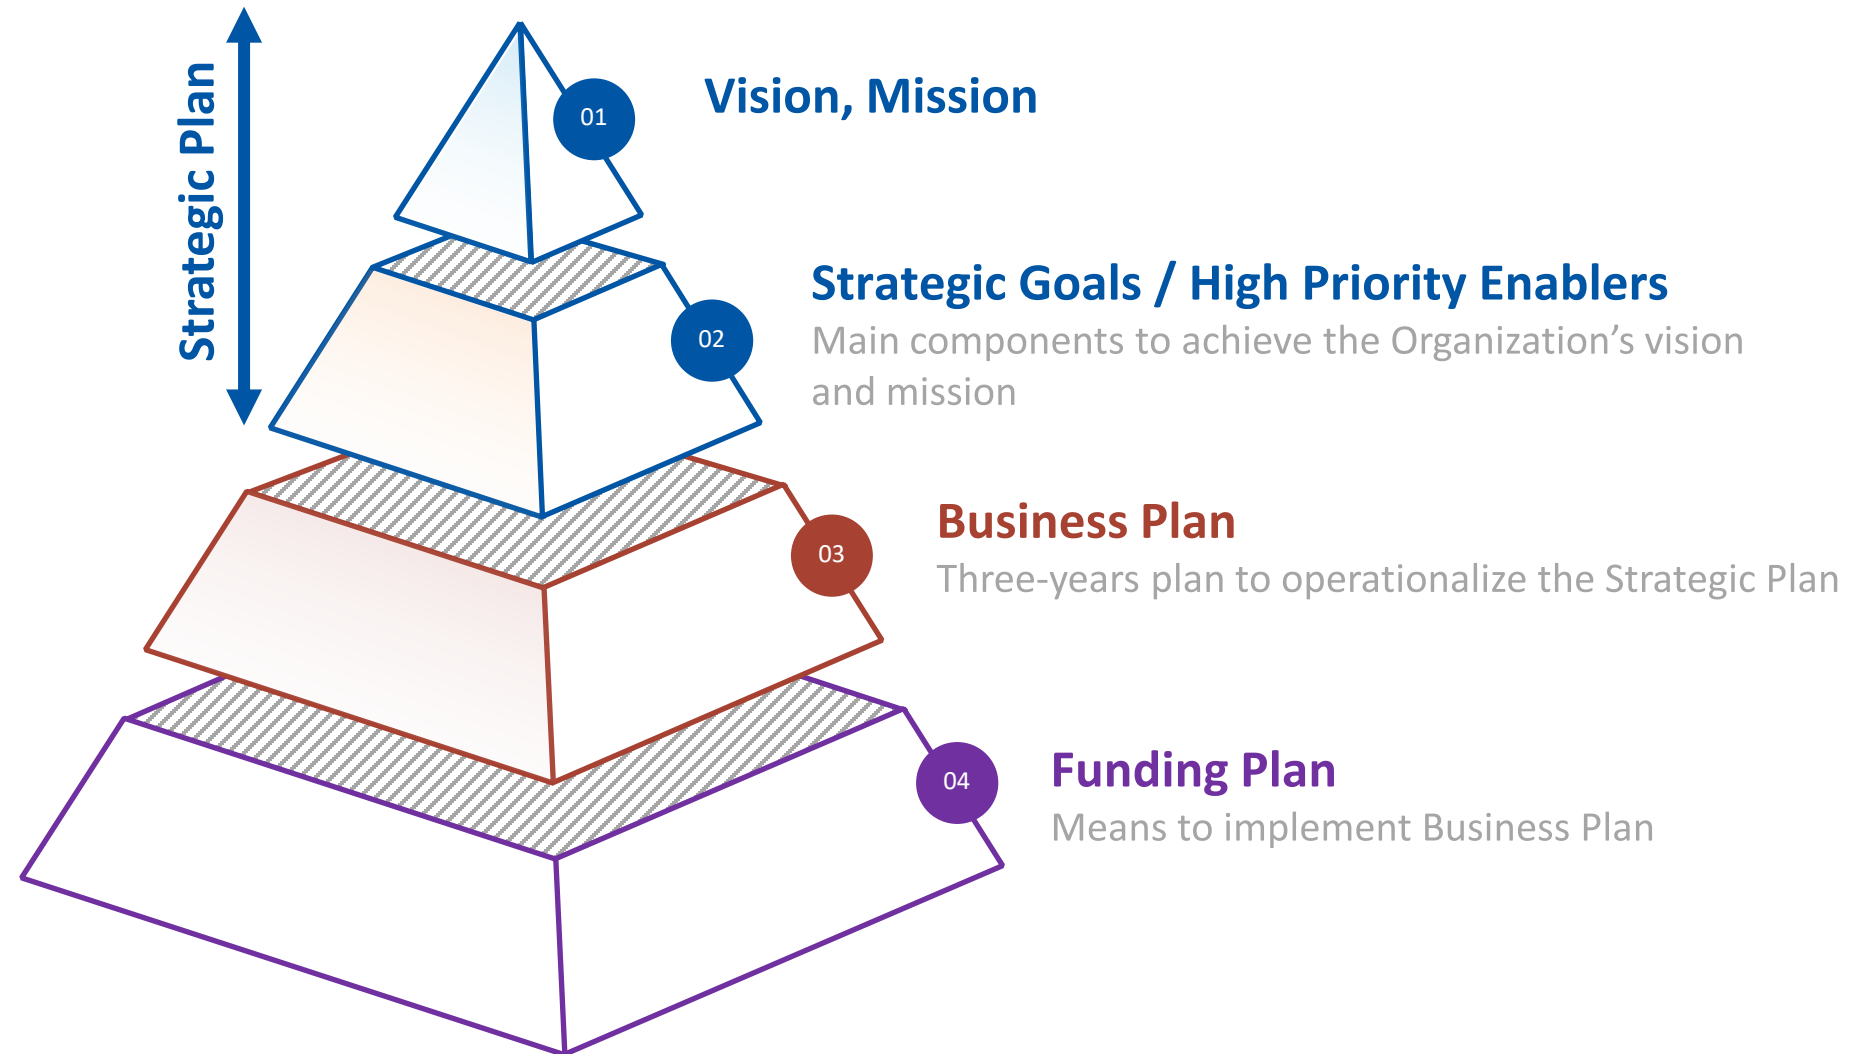 Strategic Plan
01
Vision, Mission
02
Strategic Goals / High Priority Enablers
Main components to achieve the Organization’s vision
and mission
03
Business Plan
Three-years plan to operationalize the Strategic Plan
04
Funding Plan
Means to implement Business Plan